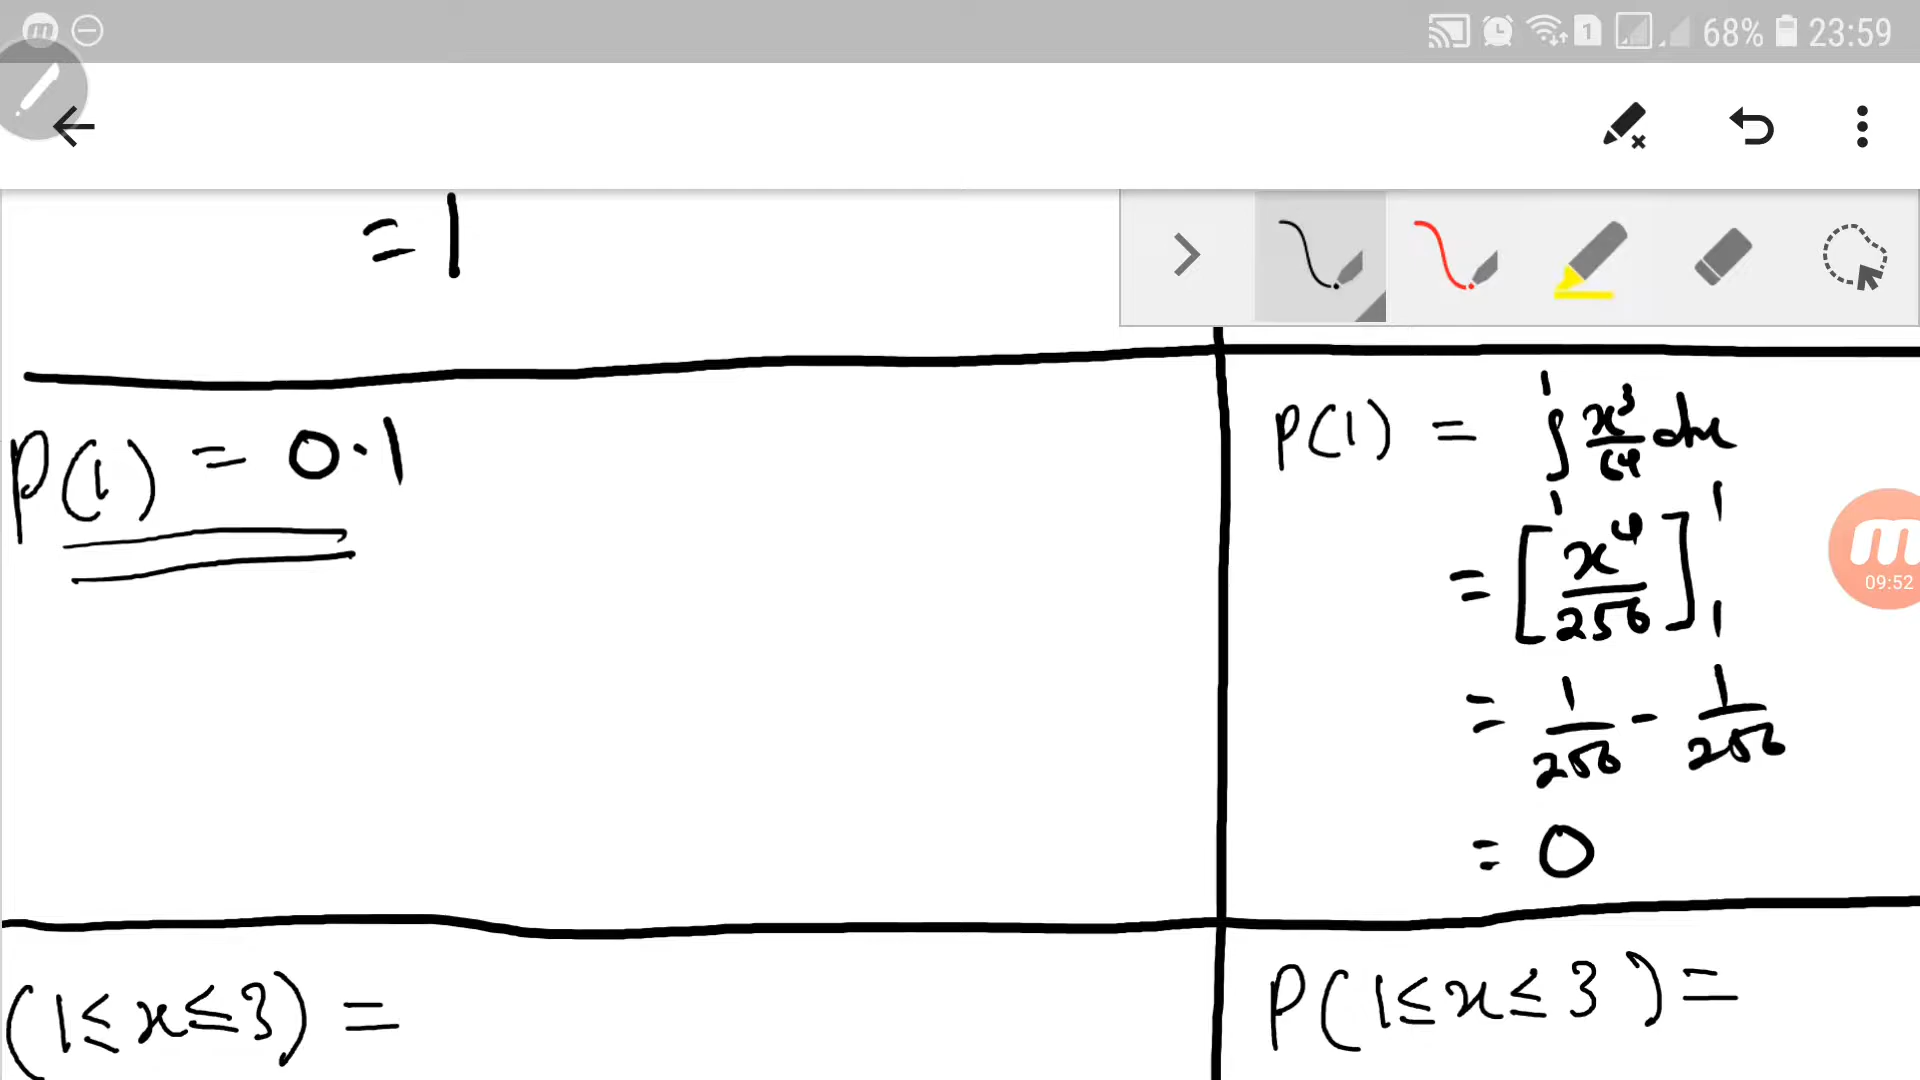 68% 23:59
= 1
P(1) = 0.1
P(1) = ∫₁¹ x³/64 dx
= [x⁴/256]₁¹
= 1/256 - 1/256
= 0
m
09:52
(1≤x≤3) =
P(1≤x≤3) =